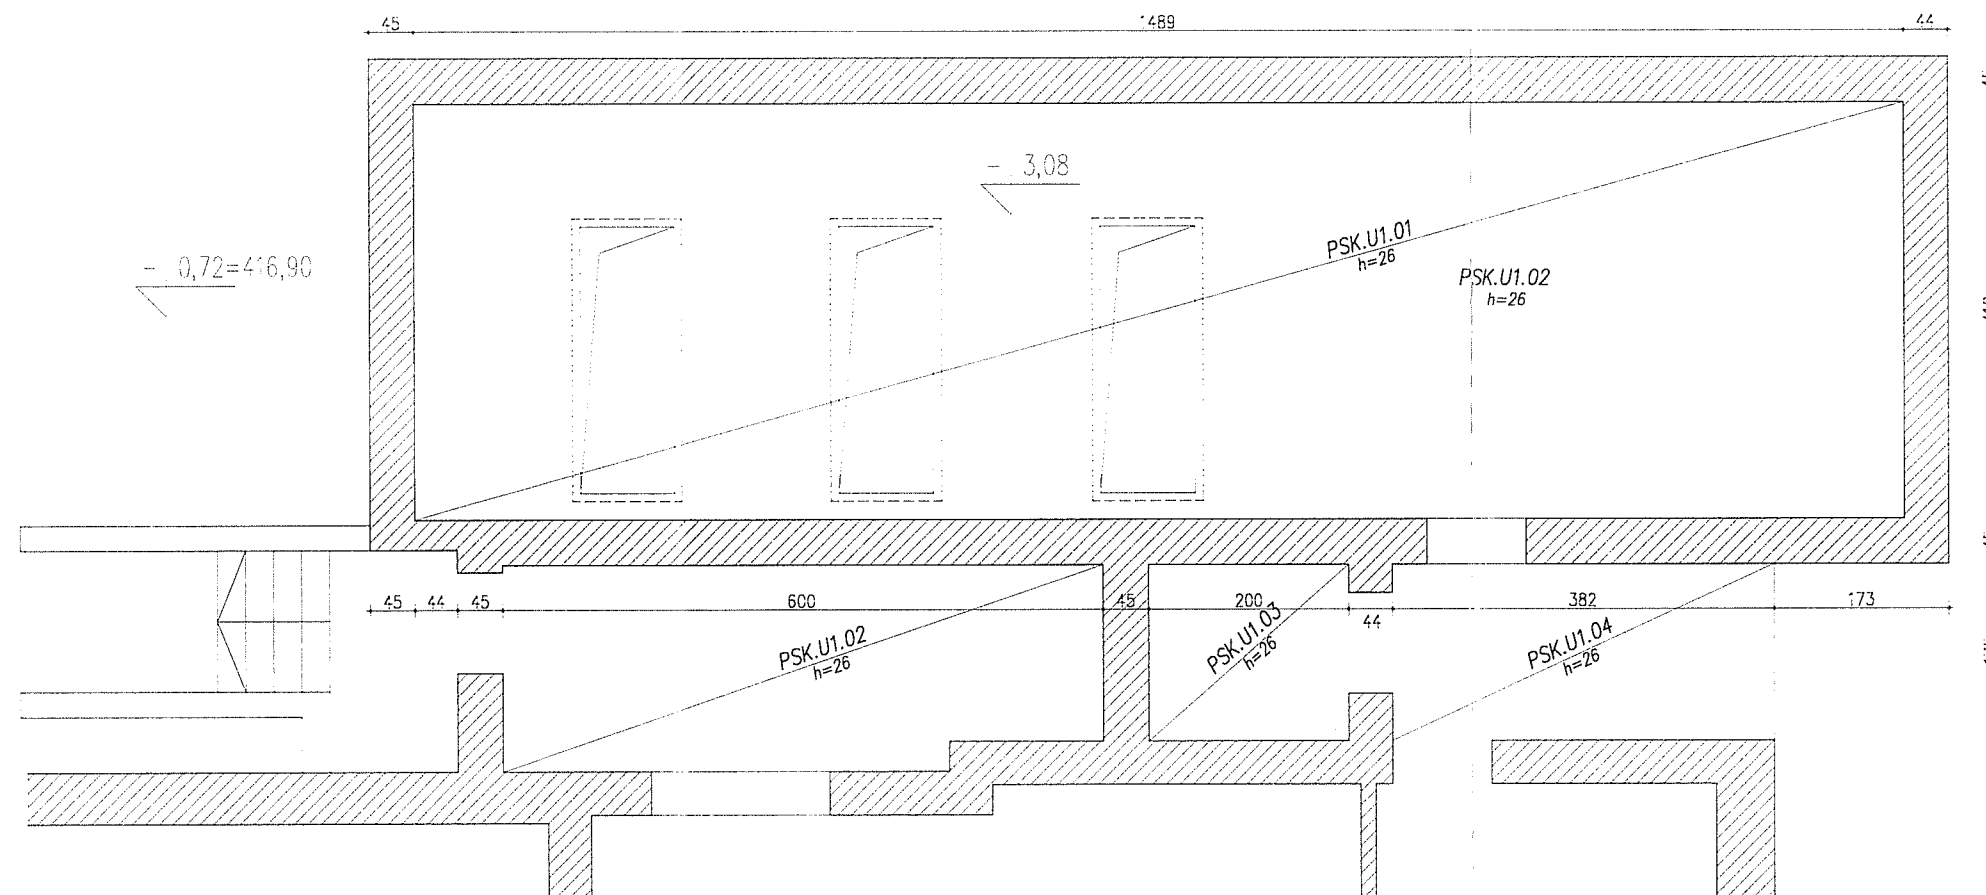 45 1489 44
- 3,08
PSK.U1.01
h=26
- 0,72=416,90
PSK.U1.02
h=26
45 44 45 600 45 200 44 382 173
PSK.U1.02
h=26
PSK.U1.03
h=26
PSK.U1.04
h=26